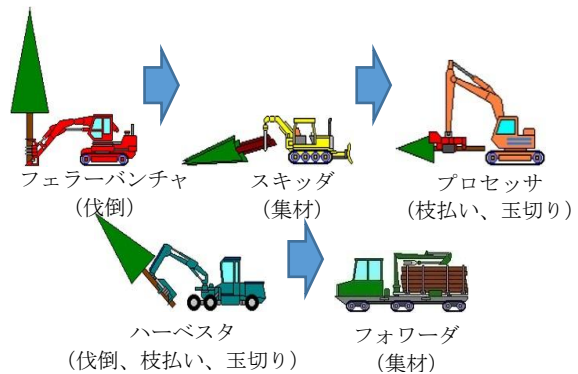 フェラーバンチャ
（伐倒）
スキッダ
（集材）
プロセッサ
（枝払い、玉切り）
ハーベスタ
（伐倒、枝払い、玉切り）
フォワーダ
（集材）